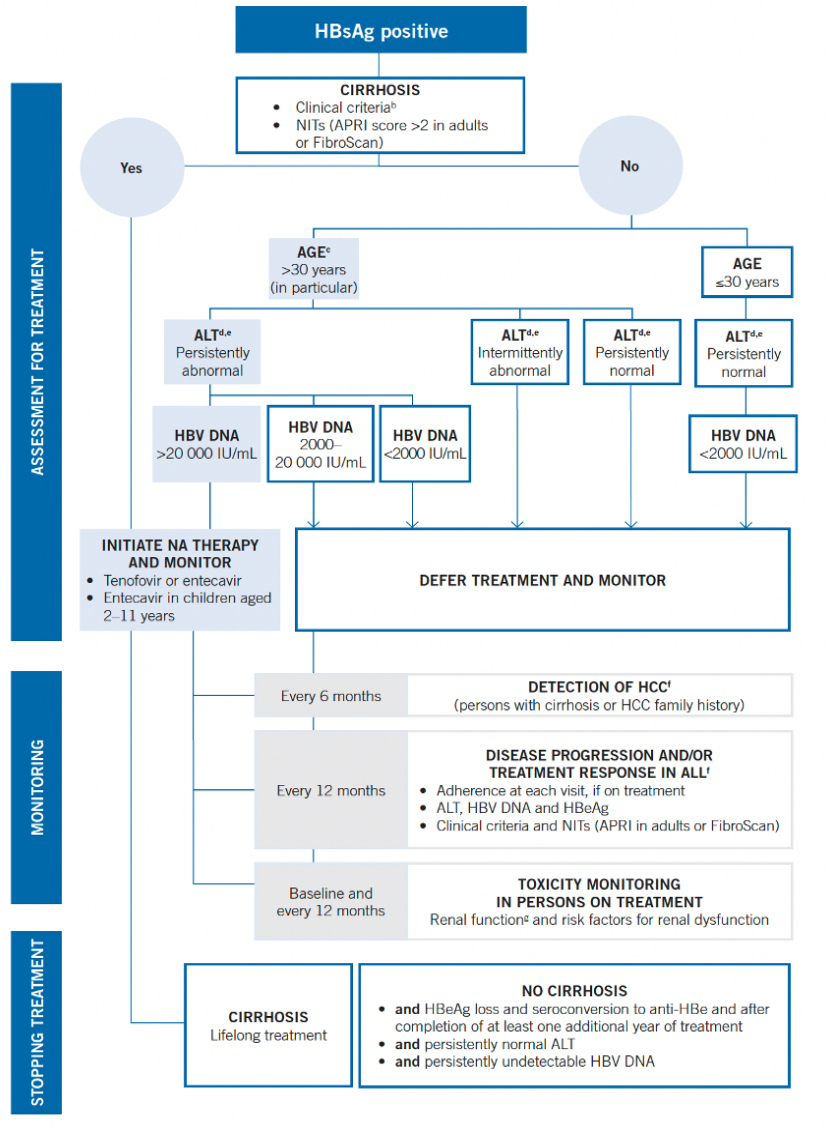 HBsAg positive
ASSESSMENT FOR TREATMENT
CIRRHOSIS
• Clinical criteriaᵇ
• NITs (APRI score >2 in adults
or FibroScan)
Yes
No
AGEᶜ
>30 years
(in particular)
AGE
≤30 years
ALTᵈ,ᵉ
Persistently
abnormal
ALTᵈ,ᵉ
Intermittently
abnormal
ALTᵈ,ᵉ
Persistently
normal
ALTᵈ,ᵉ
Persistently
normal
HBV DNA
>20 000 IU/mL
HBV DNA
2000–
20 000 IU/mL
HBV DNA
<2000 IU/mL
HBV DNA
<2000 IU/mL
INITIATE NA THERAPY
AND MONITOR
• Tenofovir or entecavir
• Entecavir in children aged
2–11 years
DEFER TREATMENT AND MONITOR
MONITORING
Every 6 months
DETECTION OF HCCᶠ
(persons with cirrhosis or HCC family history)
Every 12 months
DISEASE PROGRESSION AND/OR
TREATMENT RESPONSE IN ALLᶠ
• Adherence at each visit, if on treatment
• ALT, HBV DNA and HBeAg
• Clinical criteria and NITs (APRI in adults or FibroScan)
Baseline and
every 12 months
TOXICITY MONITORING
IN PERSONS ON TREATMENT
Renal functionᵍ and risk factors for renal dysfunction
STOPPING TREATMENT
CIRRHOSIS
Lifelong treatment
NO CIRRHOSIS
• and HBeAg loss and seroconversion to anti-HBe and after
completion of at least one additional year of treatment
• and persistently normal ALT
• and persistently undetectable HBV DNA